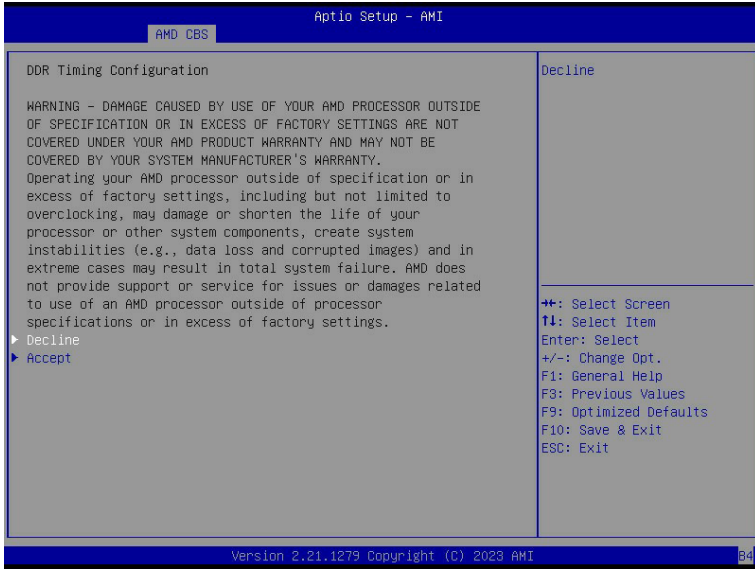 Aptio Setup – AMI
AMD CBS
DDR Timing Configuration
WARNING - DAMAGE CAUSED BY USE OF YOUR AMD PROCESSOR OUTSIDE
OF SPECIFICATION OR IN EXCESS OF FACTORY SETTINGS ARE NOT
COVERED UNDER YOUR AMD PRODUCT WARRANTY AND MAY NOT BE
COVERED BY YOUR SYSTEM MANUFACTURER'S WARRANTY.
Operating your AMD processor outside of specification or in
excess of factory settings, including but not limited to
overclocking, may damage or shorten the life of your
processor or other system components, create system
instabilities (e.g., data loss and corrupted images) and in
extreme cases may result in total system failure. AMD does
not provide support or service for issues or damages related
to use of an AMD processor outside of processor
specifications or in excess of factory settings.
► Decline
► Accept
Decline
→←: Select Screen
↑↓: Select Item
Enter: Select
+/-: Change Opt.
F1: General Help
F3: Previous Values
F9: Optimized Defaults
F10: Save & Exit
ESC: Exit
Version 2.21.1279 Copyright (C) 2023 AMI
B4